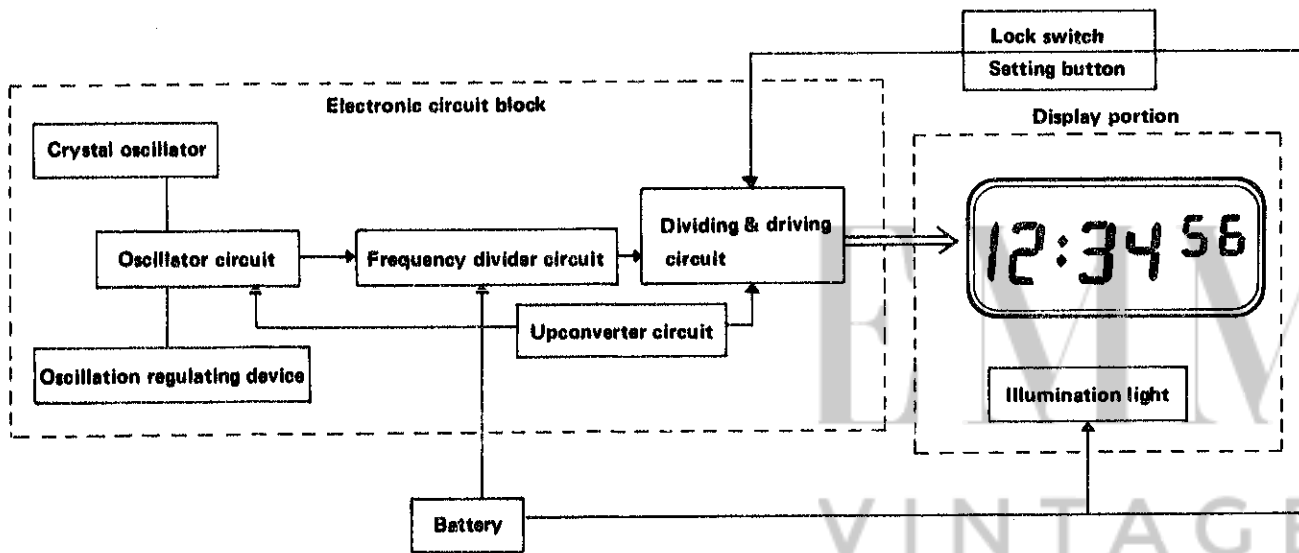 Lock switch
Setting button
Electronic circuit block
Display portion
Crystal oscillator
Dividing & driving
circuit
12:34 56
Oscillator circuit
Frequency divider circuit
Upconverter circuit
Oscillation regulating device
Illumination light
Battery
EMM
VINTAGE